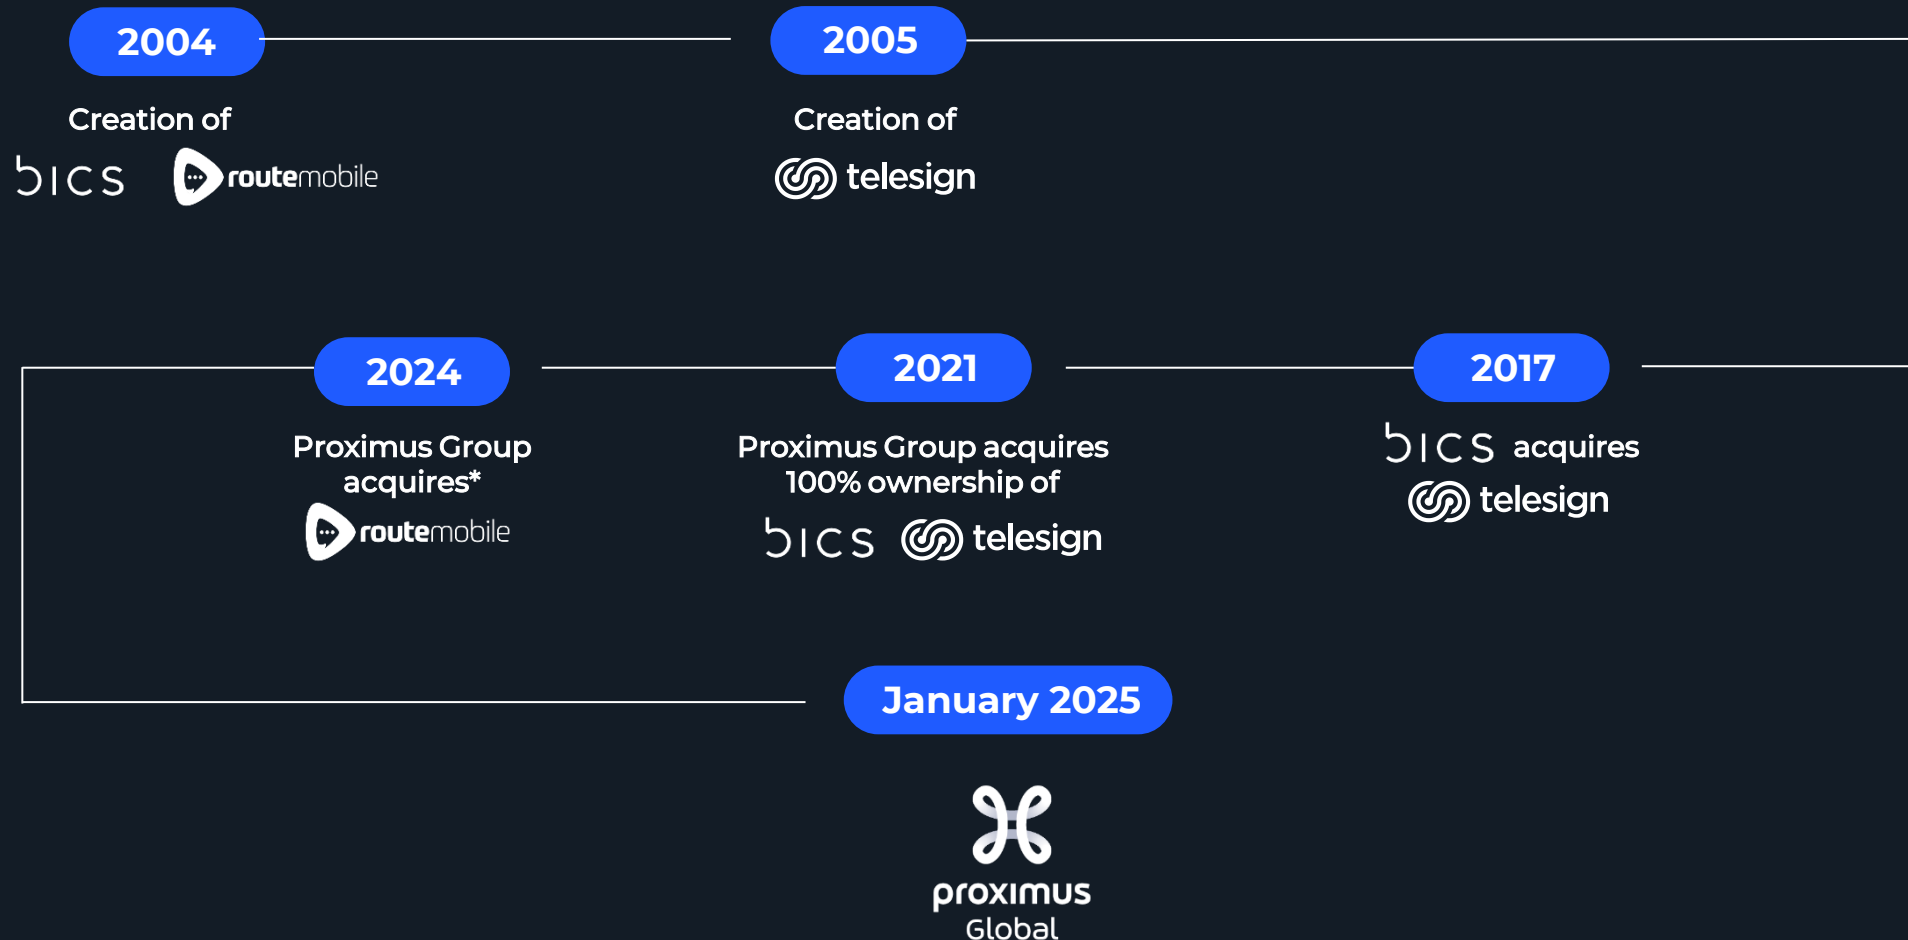 2004
Creation of
bics routemobile
2005
Creation of
telesign
2017
bics acquires
telesign
2021
Proximus Group acquires
100% ownership of
bics telesign
2024
Proximus Group
acquires*
routemobile
January 2025
proximus
Global